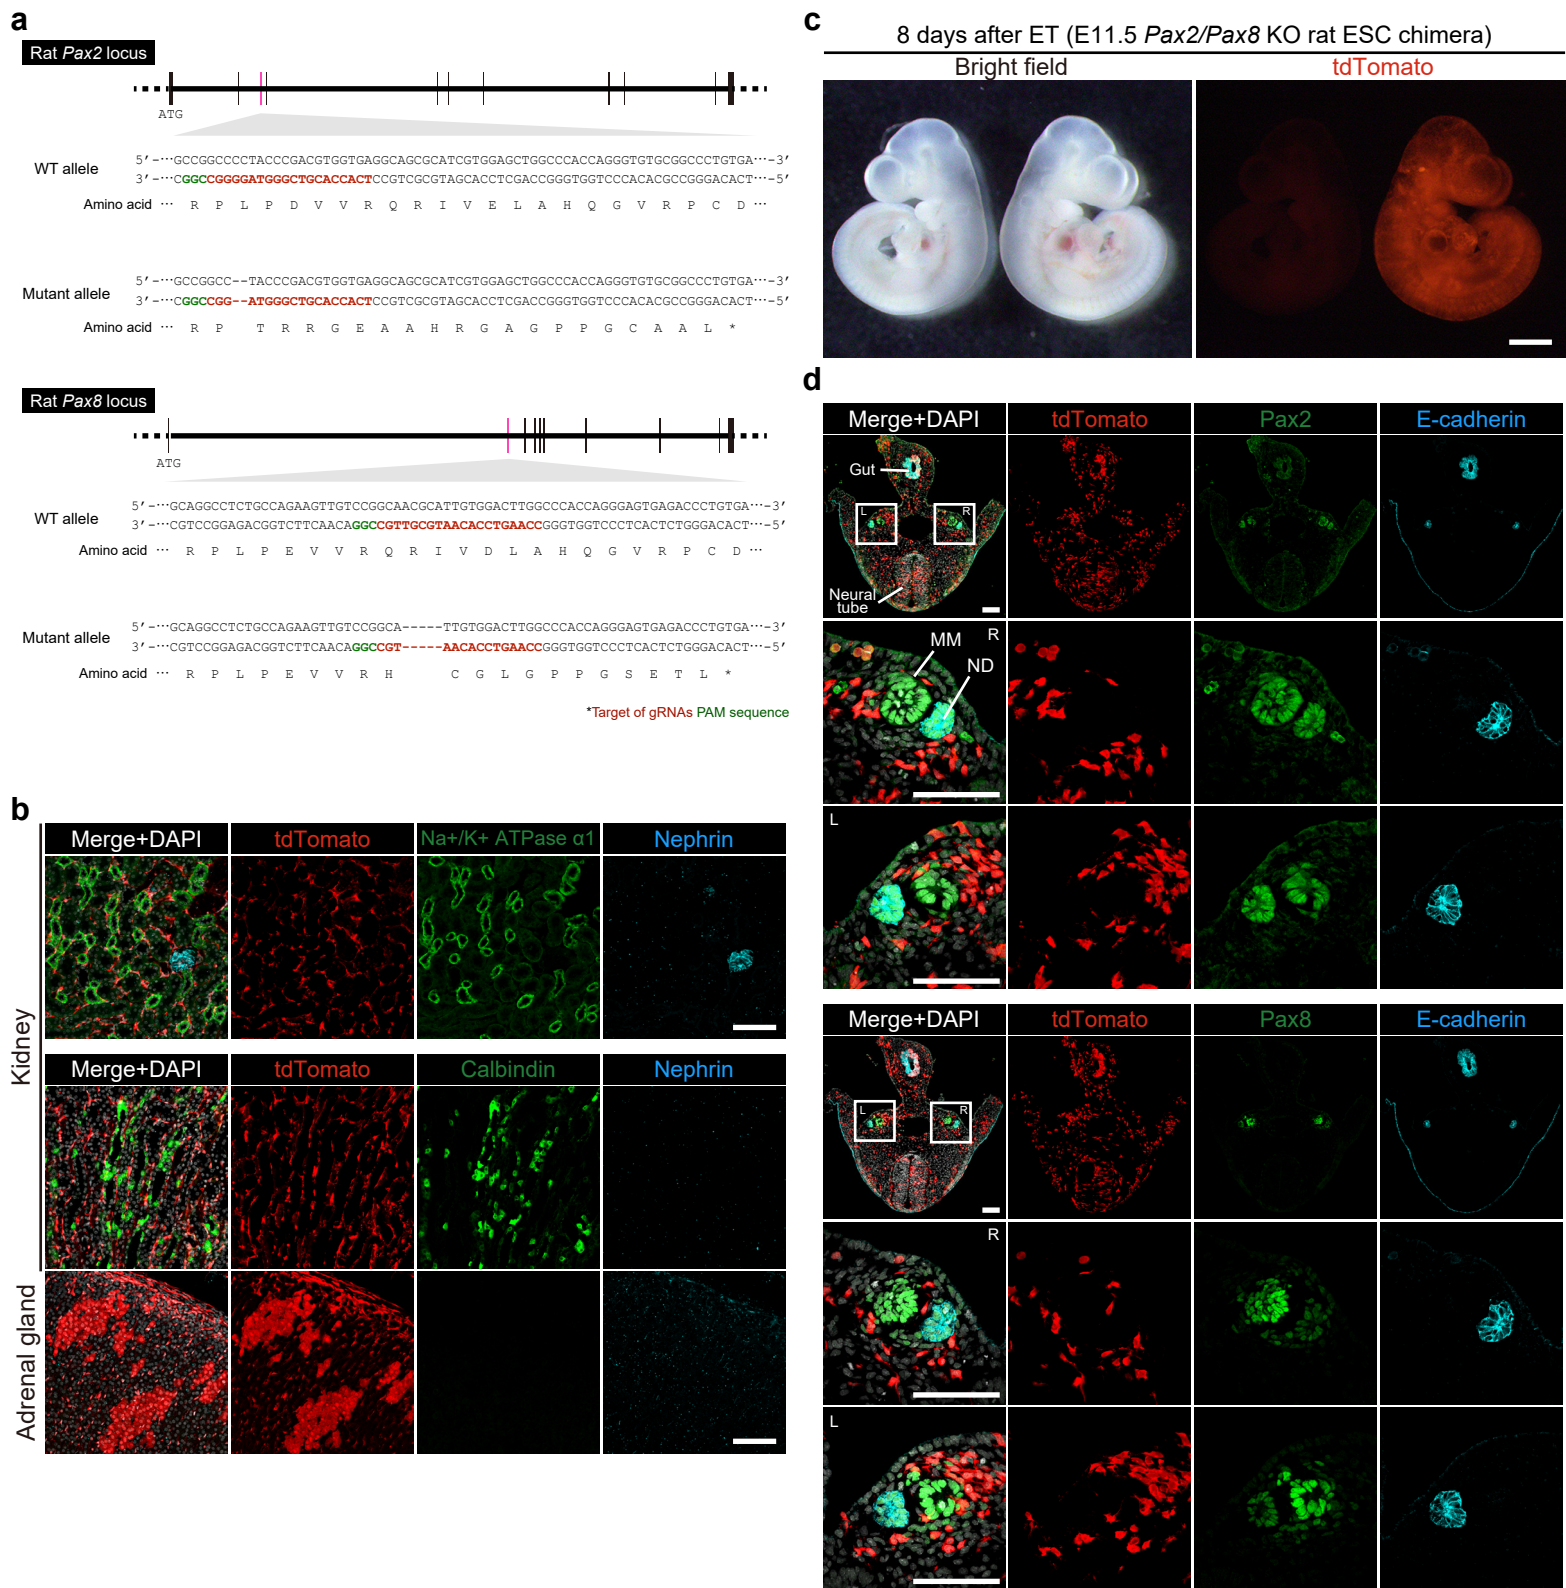 a
Rat Pax2 locus
ATG
WT allele
5′-···GCCGGCCCCTACCCGACGTGGTGAGGCAGCGCATCGTGGAGCTGGCCCACCAGGGTGTGCGGCCCTGTGA···-3′
3′-···CGGCCGGGGATGGGCTGCACCACTCCGTCGCGTAGCACCTCGACCGGGTGGTCCCACACGCCGGGACACT···-5′
Amino acid ··· R P L P D V V R Q R I V E L A H Q G V R P C D ···
Mutant allele
5′-···GCCGGCC--TACCCGACGTGGTGAGGCAGCGCATCGTGGAGCTGGCCCACCAGGGTGTGCGGCCCTGTGA···-3′
3′-···CGGCCGG--ATGGGCTGCACCACTCCGTCGCGTAGCACCTCGACCGGGTGGTCCCACACGCCGGGACACT···-5′
Amino acid ··· R P T R R G E A A H R G A G P P G C A A L *
Rat Pax8 locus
ATG
WT allele
5′-···GCAGGCCTCTGCCAGAAGTTGTCCGGCAACGCATTGTGGACTTGGCCCACCAGGGAGTGAGACCCTGTGA···-3′
3′-···CGTCCGGAGACGGTCTTCAACAGGCCGTTGCGTAACACCTGAACCGGGTGGTCCCTCACTCTGGGACACT···-5′
Amino acid ··· R P L P E V V R Q R I V D L A H Q G V R P C D ···
Mutant allele
5′-···GCAGGCCTCTGCCAGAAGTTGTCCGGCA-----TTGTGGACTTGGCCCACCAGGGAGTGAGACCCTGTGA···-3′
3′-···CGTCCGGAGACGGTCTTCAACAGGCCGT-----AACACCTGAACCGGGTGGTCCCTCACTCTGGGACACT···-5′
Amino acid ··· R P L P E V V R H C G L G P P G S E T L *
*Target of gRNAs PAM sequence
b
Kidney
Merge+DAPI tdTomato Na+/K+ ATPase α1 Nephrin
Merge+DAPI tdTomato Calbindin Nephrin
Adrenal gland
c
8 days after ET (E11.5 Pax2/Pax8 KO rat ESC chimera)
Bright field tdTomato
d
Merge+DAPI tdTomato Pax2 E-cadherin
Gut
L R
Neural
tube
R
MM
ND
L
Merge+DAPI tdTomato Pax8 E-cadherin
L R
R
L